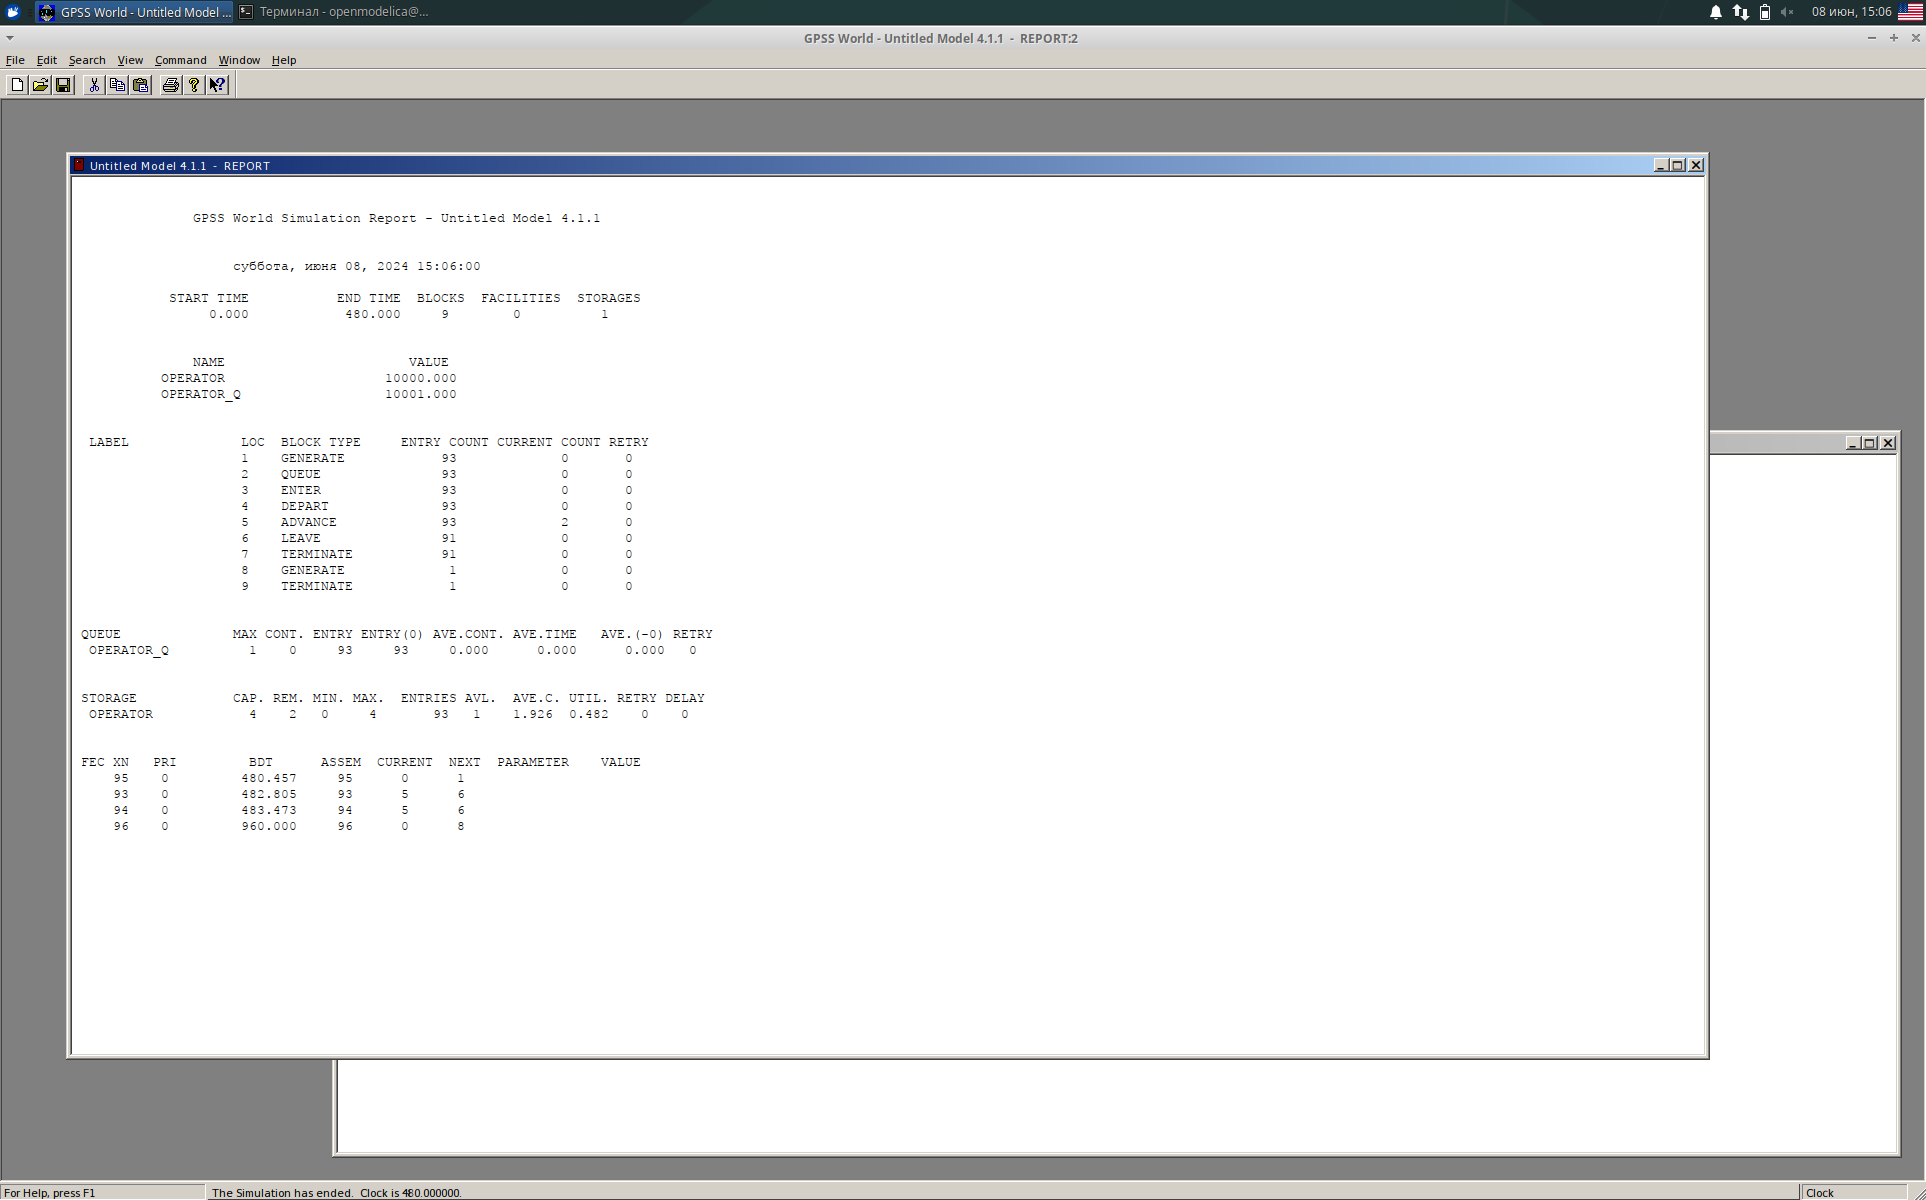 GPSS World - Untitled Model ... Терминал - openmodelica@... 08 июн, 15:06
GPSS World - Untitled Model 4.1.1 - REPORT:2
File Edit Search View Command Window Help
Untitled Model 4.1.1 - REPORT
GPSS World Simulation Report - Untitled Model 4.1.1
суббота, июня 08, 2024 15:06:00
START TIME END TIME BLOCKS FACILITIES STORAGES
0.000 480.000 9 0 1
NAME VALUE
OPERATOR 10000.000
OPERATOR_Q 10001.000
LABEL LOC BLOCK TYPE ENTRY COUNT CURRENT COUNT RETRY
1 GENERATE 93 0 0
2 QUEUE 93 0 0
3 ENTER 93 0 0
4 DEPART 93 0 0
5 ADVANCE 93 2 0
6 LEAVE 91 0 0
7 TERMINATE 91 0 0
8 GENERATE 1 0 0
9 TERMINATE 1 0 0
QUEUE MAX CONT. ENTRY ENTRY(0) AVE.CONT. AVE.TIME AVE.(-0) RETRY
OPERATOR_Q 1 0 93 93 0.000 0.000 0.000 0
STORAGE CAP. REM. MIN. MAX. ENTRIES AVL. AVE.C. UTIL. RETRY DELAY
OPERATOR 4 2 0 4 93 1 1.926 0.482 0 0
FEC XN PRI BDT ASSEM CURRENT NEXT PARAMETER VALUE
95 0 480.457 95 0 1
93 0 482.805 93 5 6
94 0 483.473 94 5 6
96 0 960.000 96 0 8
For Help, press F1 The Simulation has ended. Clock is 480.000000. Clock